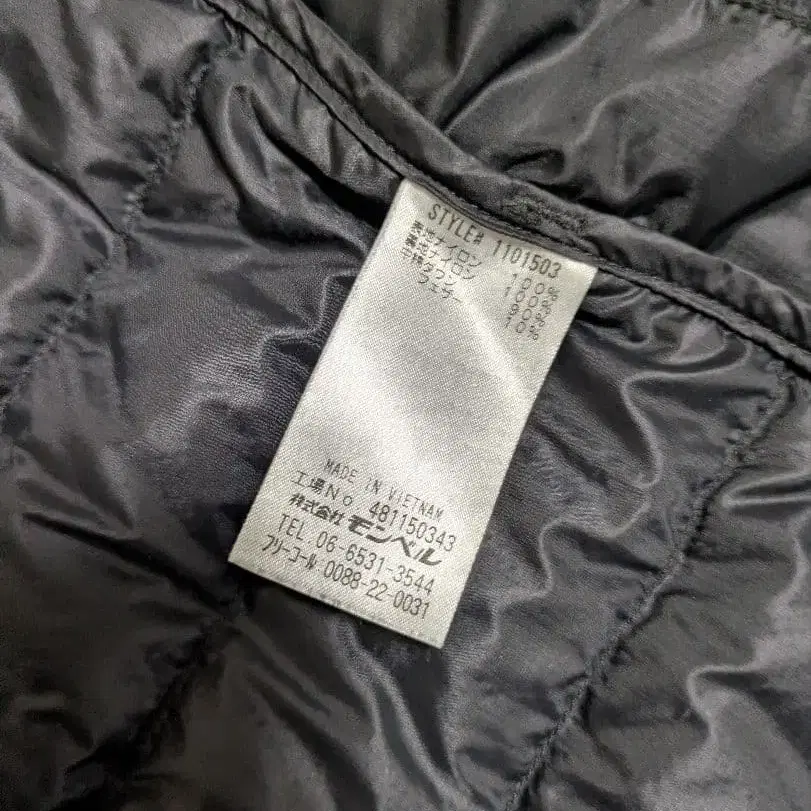 STYLE# 1101503
表地ナイロン 100%
裏地ナイロン 100%
中綿ダウン 90%
フェザー 10%
MADE IN VIETNAM
工場No 481150343
株式会社 モンベル
TEL. 06-6531-3544
フリーコール 0088-22-0031